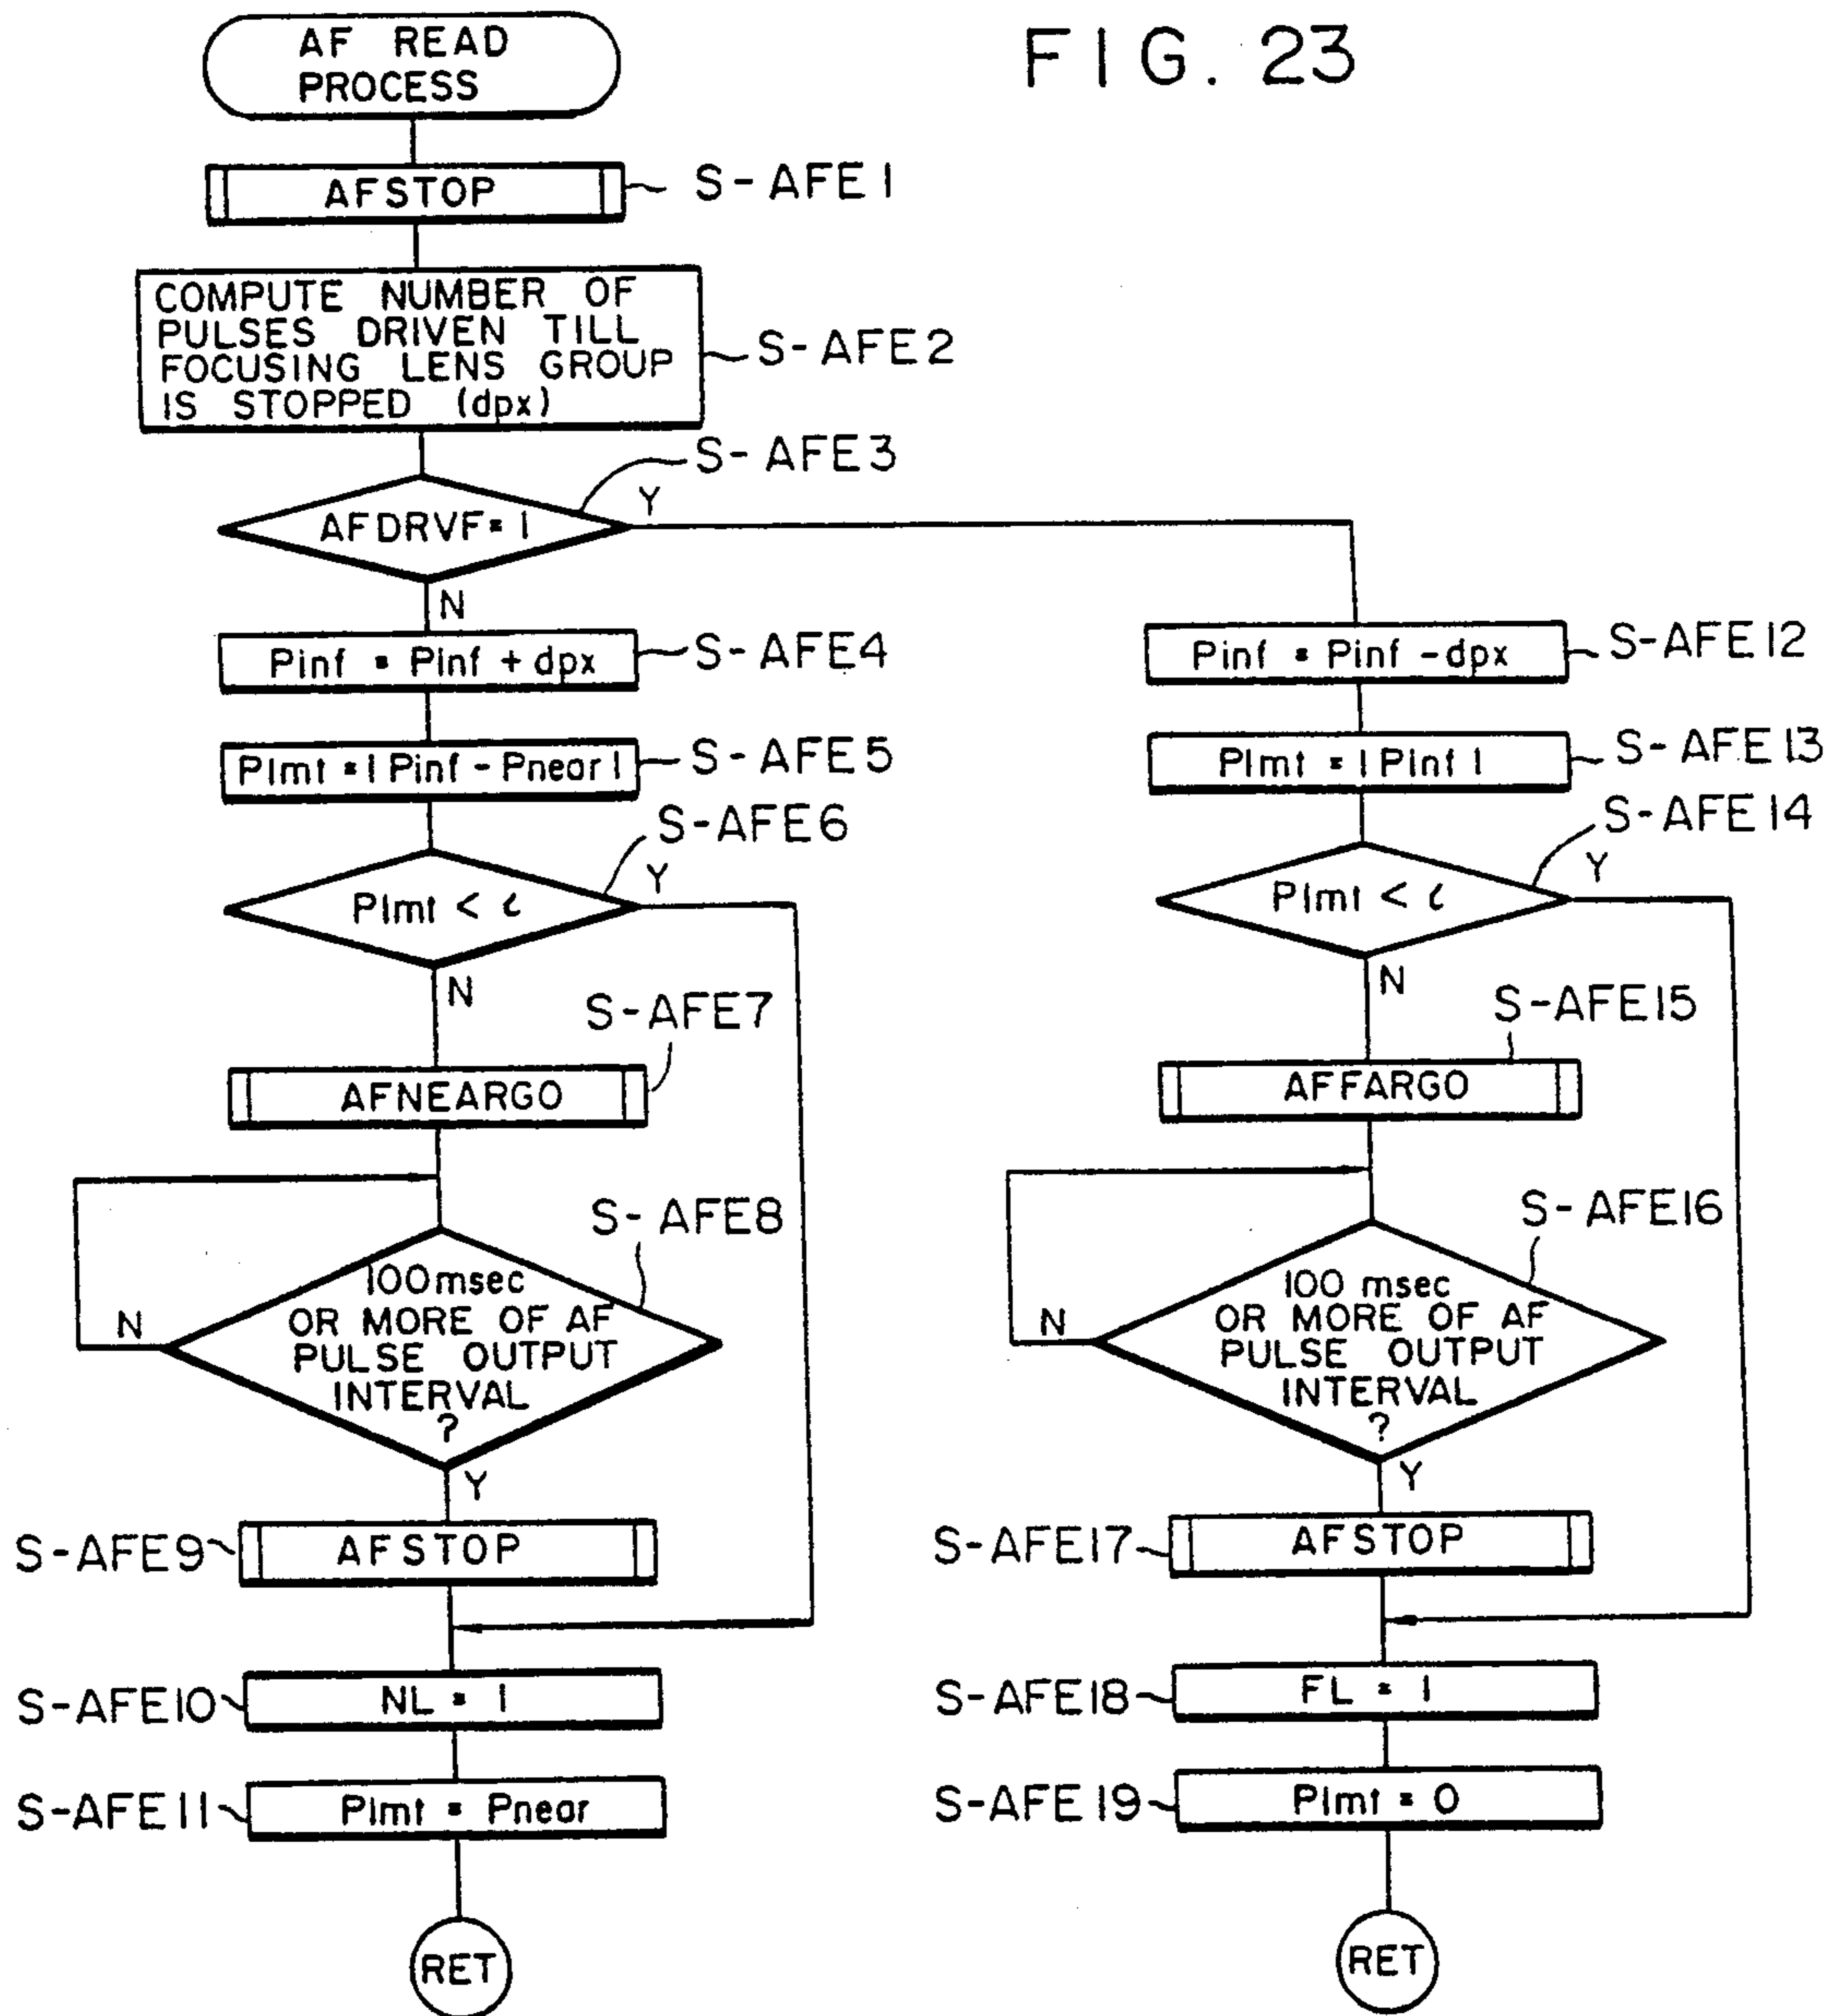 FIG. 23
AF READ
PROCESS
AFSTOP
S-AFE1
COMPUTE NUMBER OF
PULSES DRIVEN TILL
FOCUSING LENS GROUP
IS STOPPED (dpx)
S-AFE2
S-AFE3
AFDRVF=1
Y
N
Pinf = Pinf + dpx
S-AFE4
Plmt = | Pinf - Pnear |
S-AFE5
S-AFE6
Plmt < ι
Y
N
S-AFE7
AFNEARGO
S-AFE8
100msec
OR MORE OF AF
PULSE OUTPUT
INTERVAL
?
N
Y
S-AFE9
AFSTOP
S-AFE10
NL = 1
S-AFE11
Plmt = Pnear
RET
Pinf = Pinf - dpx
S-AFE12
Plmt = | Pinf |
S-AFE13
S-AFE14
Plmt < ι
Y
N
S-AFE15
AFFARGO
S-AFE16
100 msec
OR MORE OF AF
PULSE OUTPUT
INTERVAL
?
N
Y
S-AFE17
AFSTOP
S-AFE18
FL = 1
S-AFE19
Plmt = 0
RET